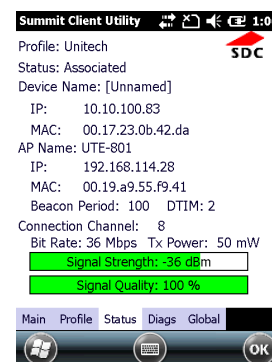 Summit Client Utility 1:0
Profile: Unitech
SDC
Status: Associated
Device Name: [Unnamed]
IP: 10.10.100.83
MAC: 00.17.23.0b.42.da
AP Name: UTE-801
IP: 192.168.114.28
MAC: 00.19.a9.55.f9.41
Beacon Period: 100 DTIM: 2
Connection Channel: 8
Bit Rate: 36 Mbps Tx Power: 50 mW
Signal Strength: -36 dBm
Signal Quality: 100 %
Main Profile Status Diags Global
OK